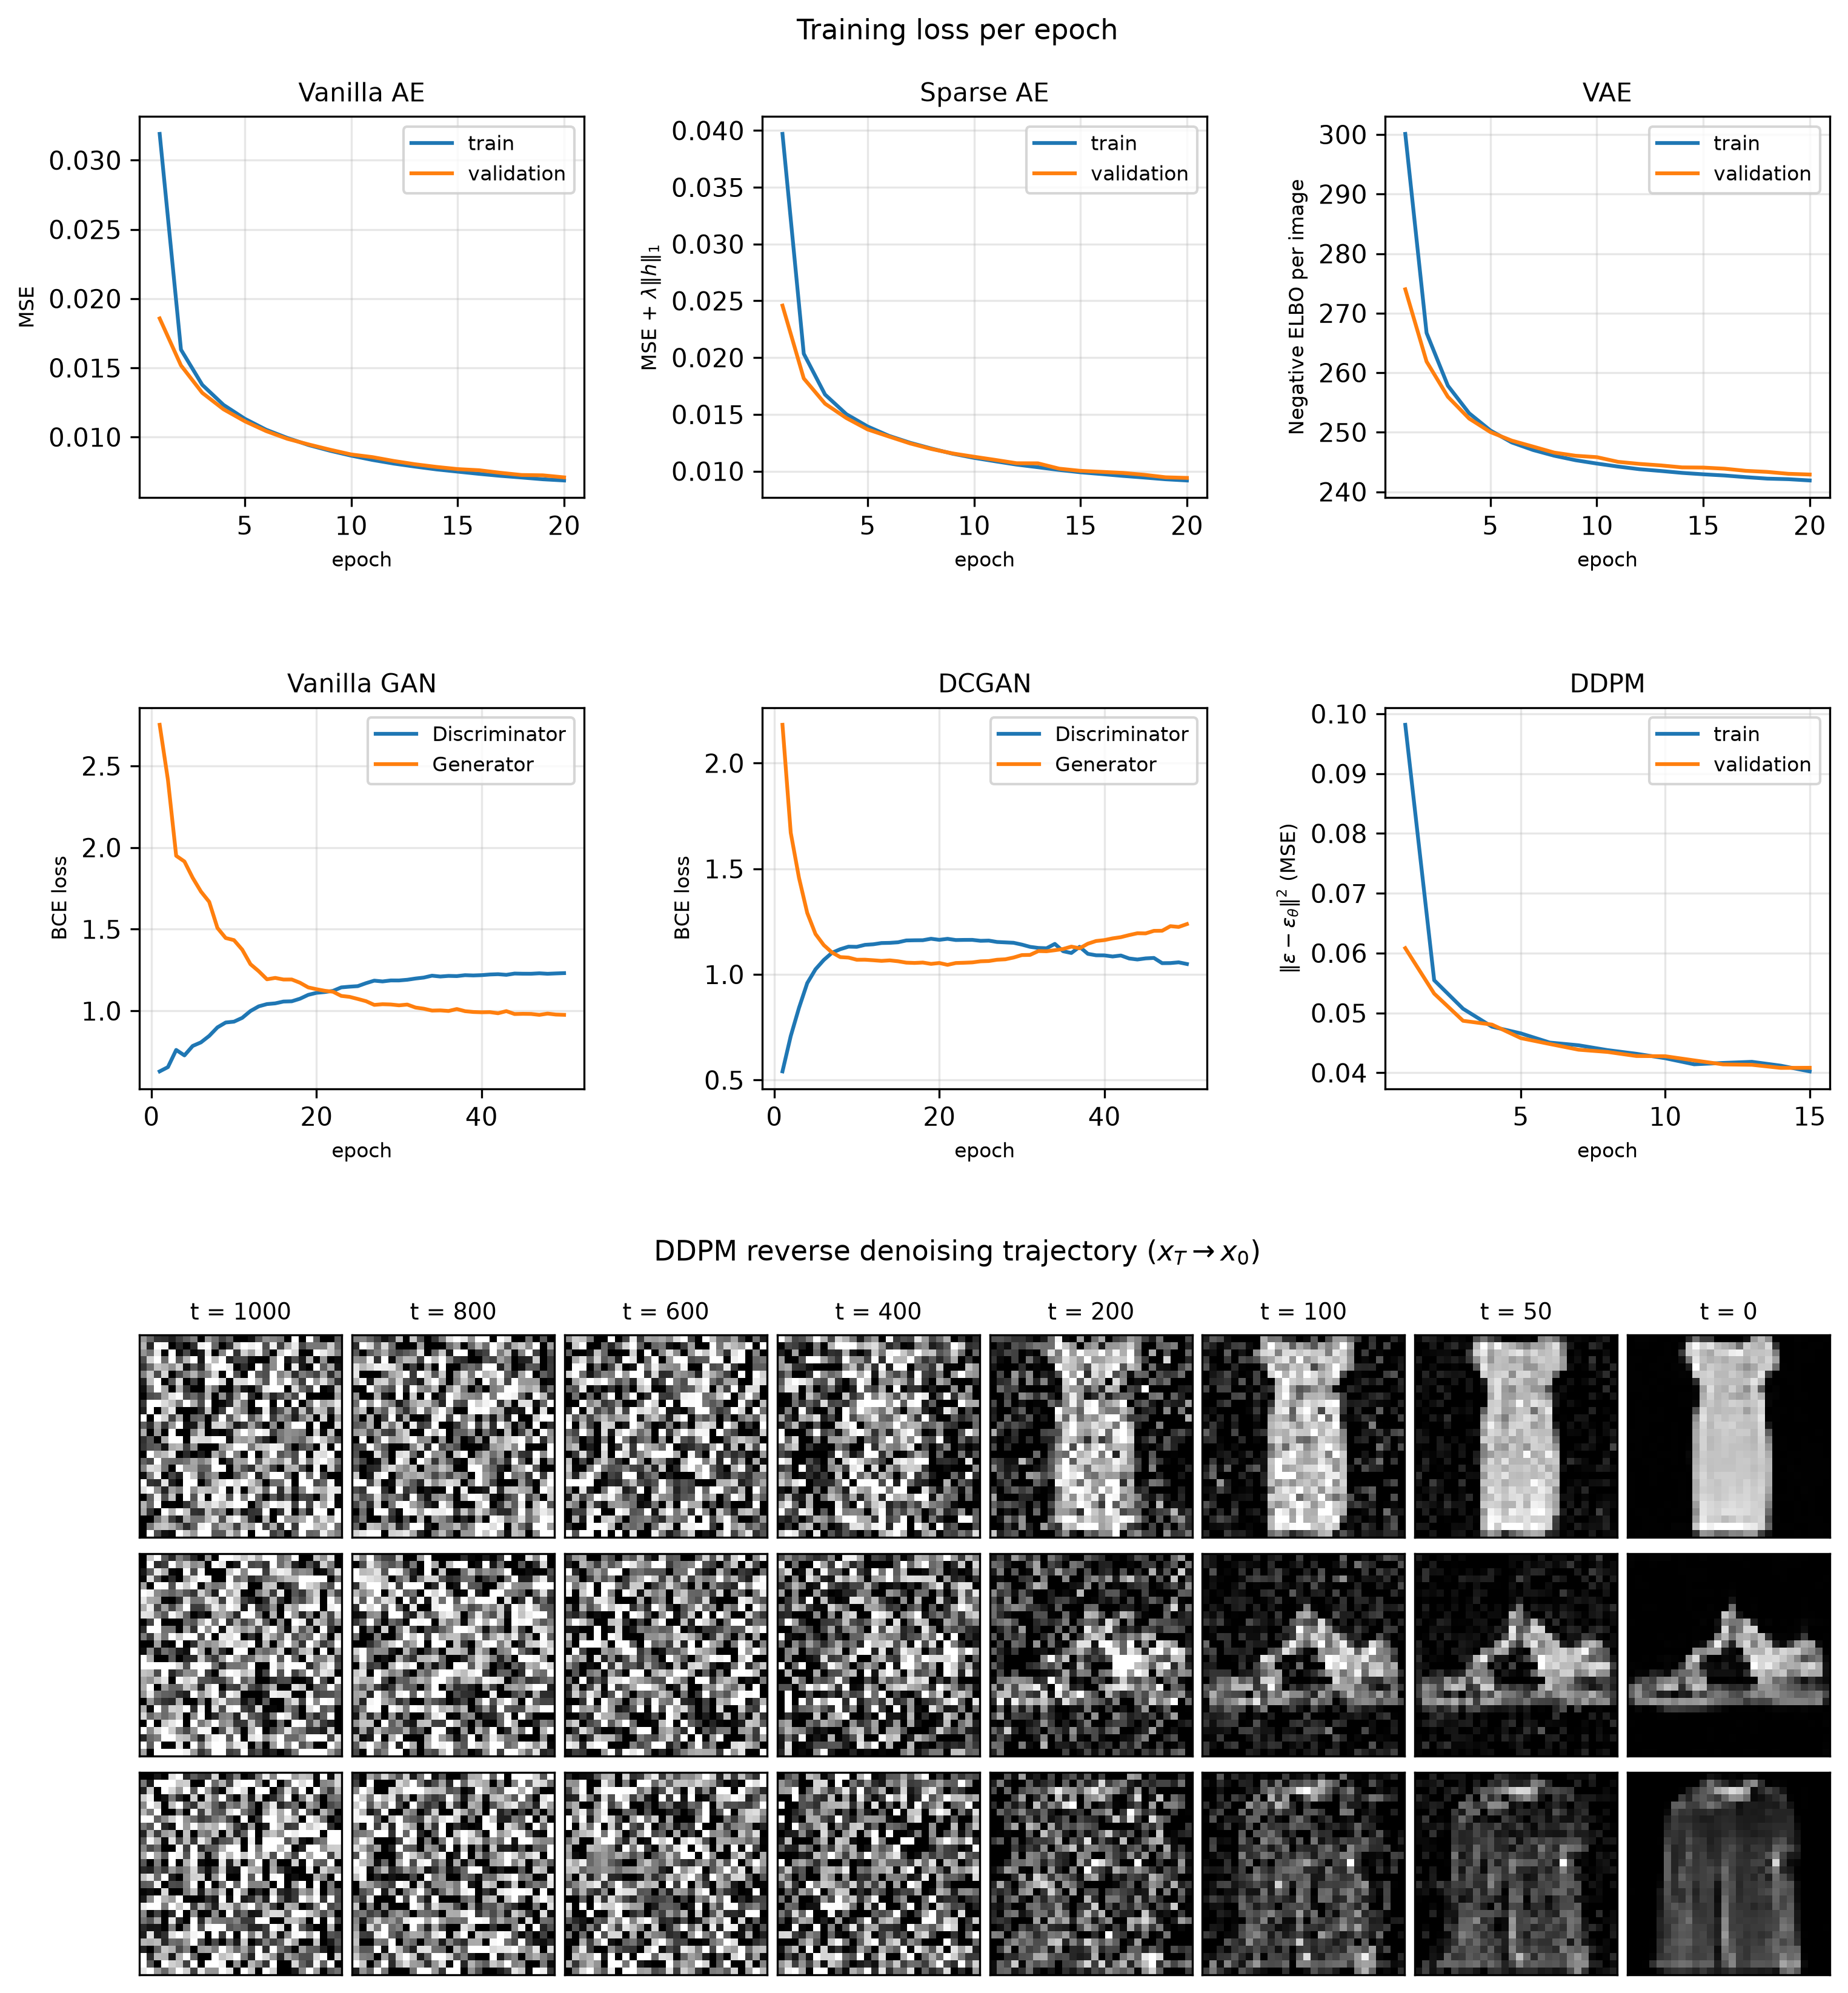 Training loss per epoch
Vanilla AE
0.030
0.025
0.020
0.015
0.010
MSE
train
validation
5 10 15 20
epoch
Sparse AE
0.040
0.035
0.030
0.025
0.020
0.015
0.010
MSE + λ‖h‖₁
train
validation
5 10 15 20
epoch
VAE
300
290
280
270
260
250
240
Negative ELBO per image
train
validation
5 10 15 20
epoch
Vanilla GAN
2.5
2.0
1.5
1.0
BCE loss
Discriminator
Generator
0 20 40
epoch
DCGAN
2.0
1.5
1.0
0.5
BCE loss
Discriminator
Generator
0 20 40
epoch
DDPM
0.10
0.09
0.08
0.07
0.06
0.05
0.04
‖ε − ε_θ‖² (MSE)
train
validation
5 10 15
epoch
DDPM reverse denoising trajectory (x_T → x₀)
t = 1000 t = 800 t = 600 t = 400 t = 200 t = 100 t = 50 t = 0